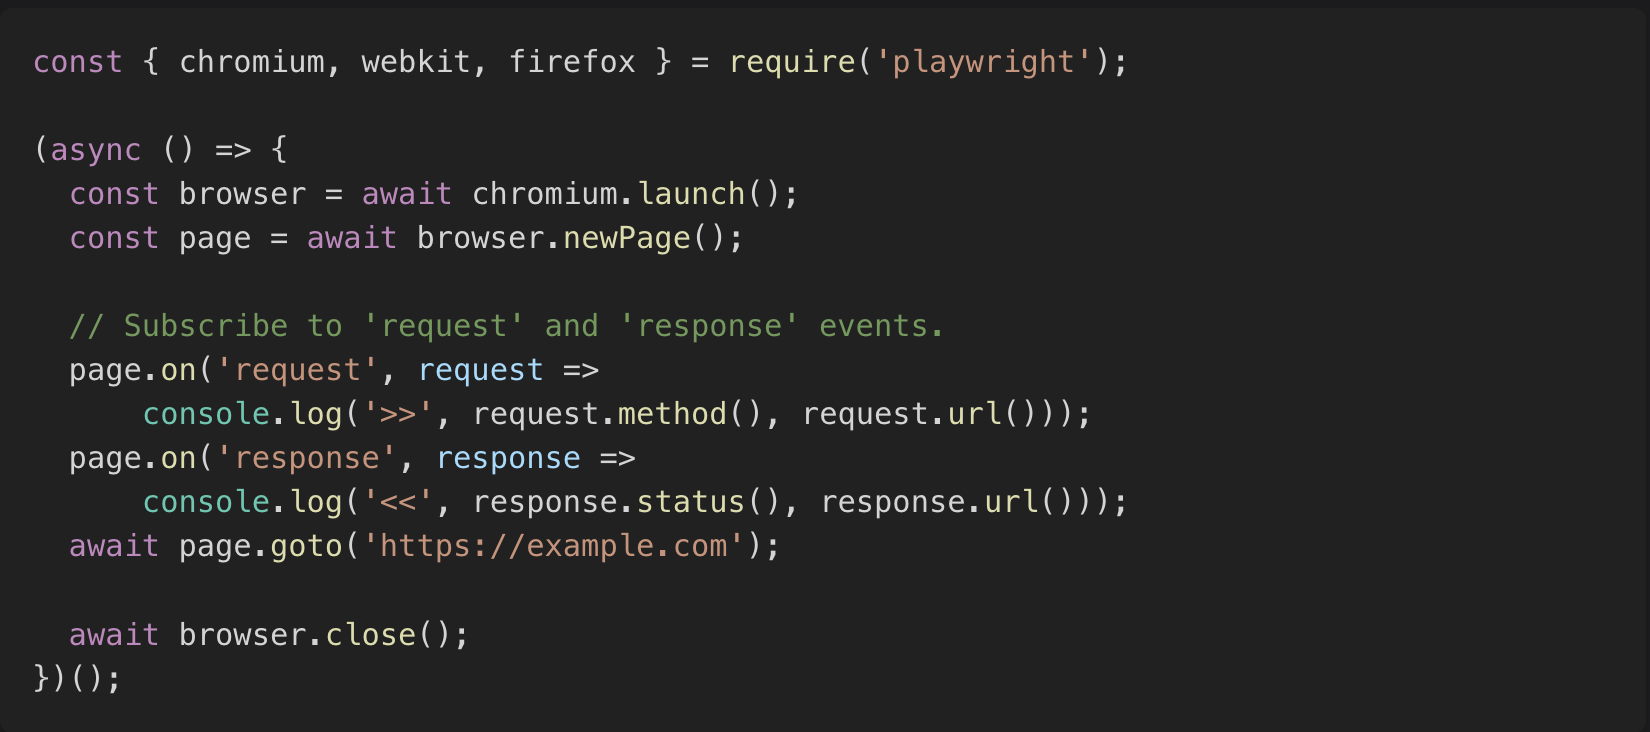 const { chromium, webkit, firefox } = require('playwright');

(async () => {
  const browser = await chromium.launch();
  const page = await browser.newPage();

  // Subscribe to 'request' and 'response' events.
  page.on('request', request =>
      console.log('>>', request.method(), request.url()));
  page.on('response', response =>
      console.log('<<', response.status(), response.url()));
  await page.goto('https://example.com');

  await browser.close();
})();